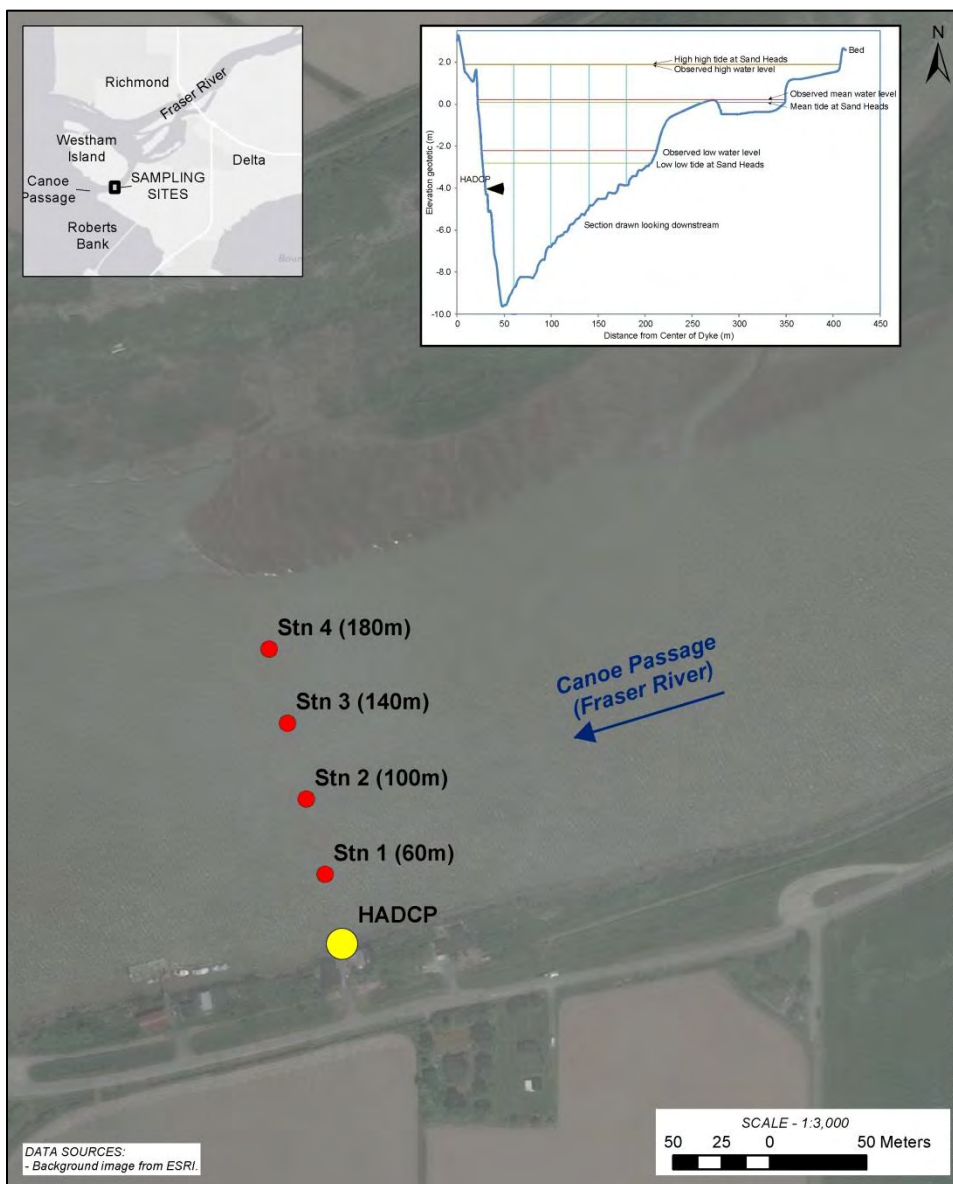 Richmond
Fraser River
Westham
Island
Delta
Canoe
Passage
SAMPLING
SITES
Roberts
Bank
2.0
0.0
-2.0
-4.0
-6.0
-8.0
-10.0
Elevation geotetic (m)
High high tide at Sand Heads
Observed high water level
Bed
Observed mean water level
Mean tide at Sand Heads
Observed low water level
Low low tide at Sand Heads
HADCP
Section drawn looking downstream
0 50 100 150 200 250 300 350 400 450
Distance from Center of Dyke (m)
N
Stn 4 (180m)
Stn 3 (140m)
Stn 2 (100m)
Stn 1 (60m)
HADCP
Canoe Passage
(Fraser River)
DATA SOURCES:
- Background image from ESRI.
SCALE - 1:3,000
50 25 0 50 Meters